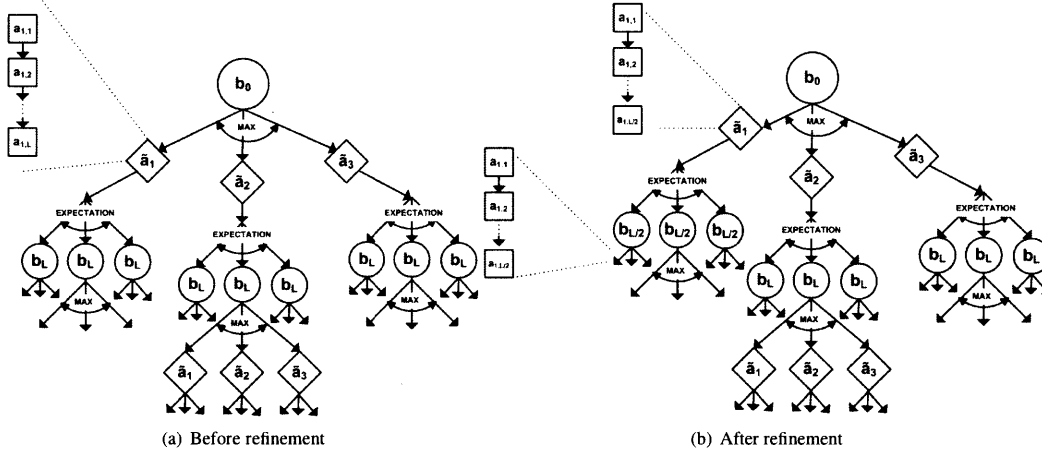 a1,1
a1,2
a1,L
b0
MAX
ã1
ã2
ã3
EXPECTATION
EXPECTATION
EXPECTATION
bL
bL
bL
bL
bL
bL
bL
bL
bL
MAX
MAX
MAX
ã1
ã2
ã3
(a) Before refinement
a1,1
a1,2
a1,L/2
a1,1
a1,2
a1,L/2
b0
MAX
ã1
ã2
ã3
EXPECTATION
EXPECTATION
EXPECTATION
bL/2
bL/2
bL/2
bL
bL
bL
bL
bL
bL
MAX
MAX
MAX
ã1
ã2
ã3
(b) After refinement